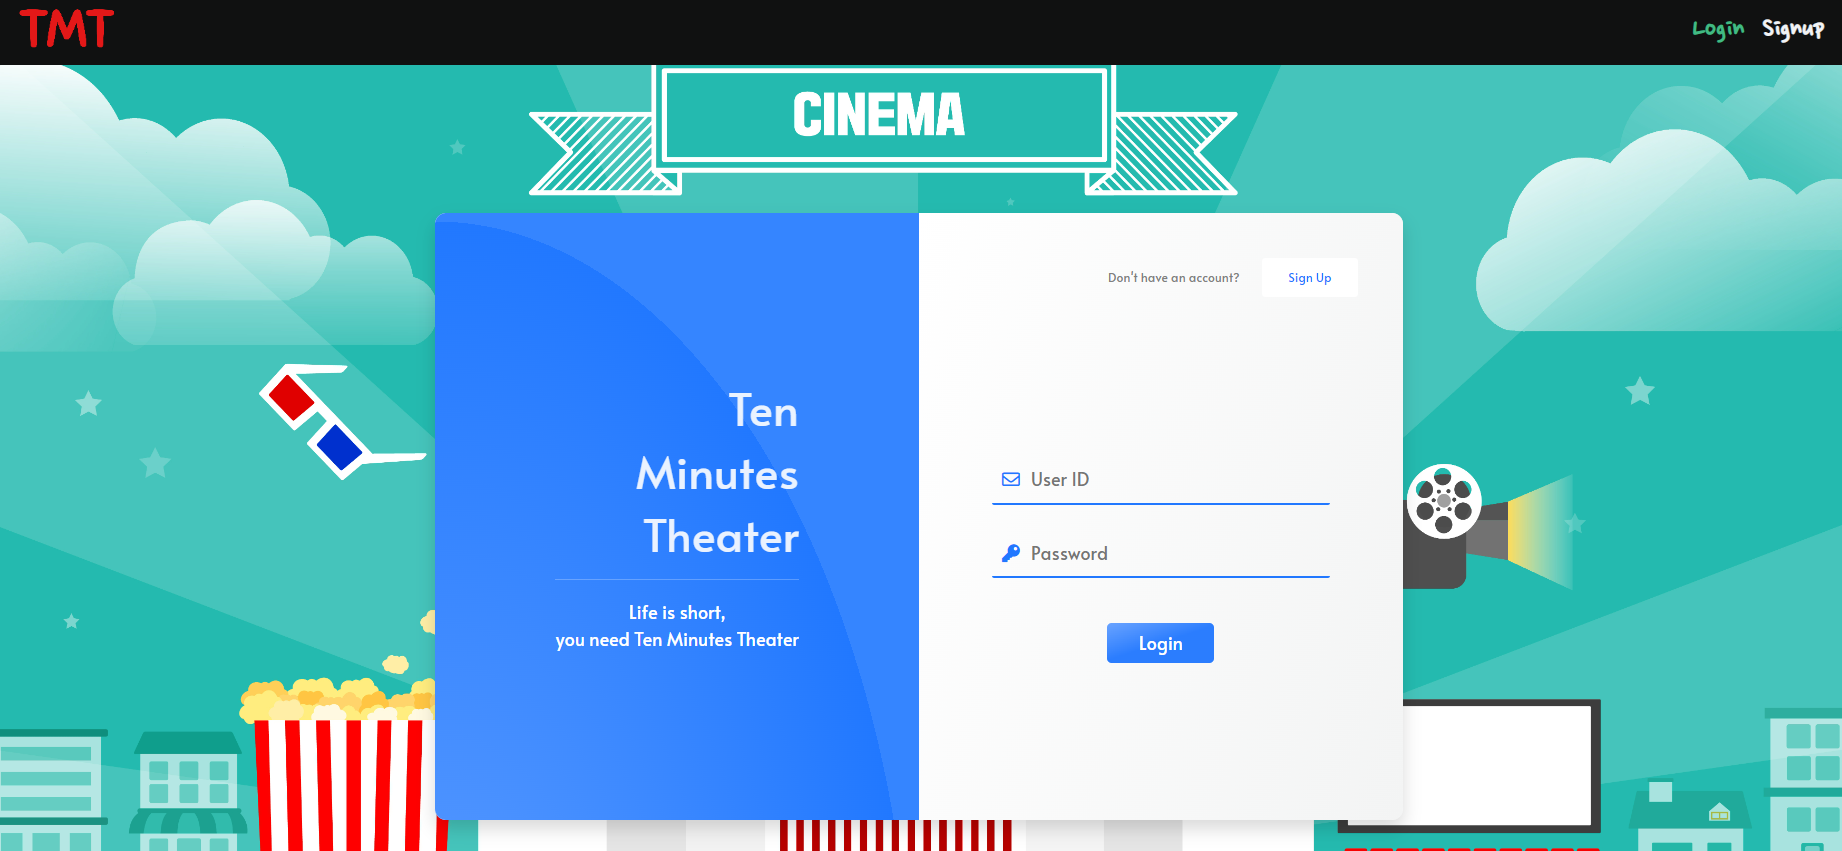 TMT
Login Signup
CINEMA
Don't have an account? Sign Up
Ten
Minutes
Theater
Life is short,
you need Ten Minutes Theater
User ID
Password
Login